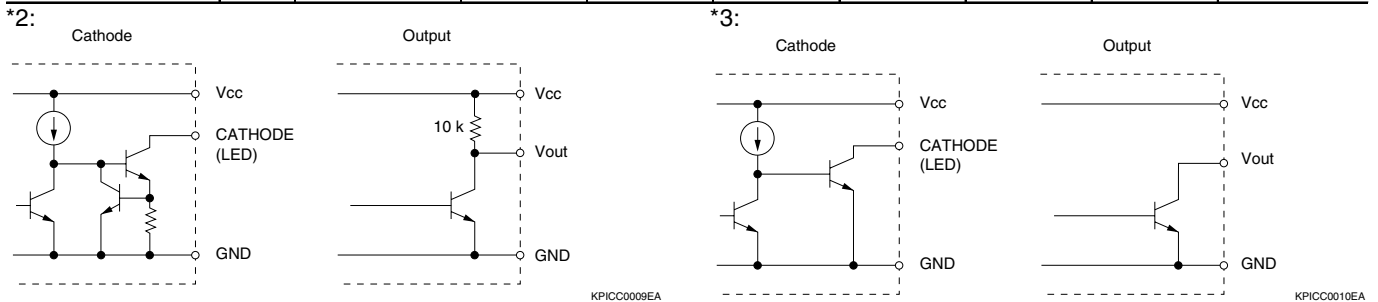 *2:
Cathode
Output
Vcc
CATHODE
(LED)
GND
Vcc
10 k
Vout
GND
KPICC0009EA
*3:
Cathode
Output
Vcc
CATHODE
(LED)
GND
Vcc
Vout
GND
KPICC0010EA